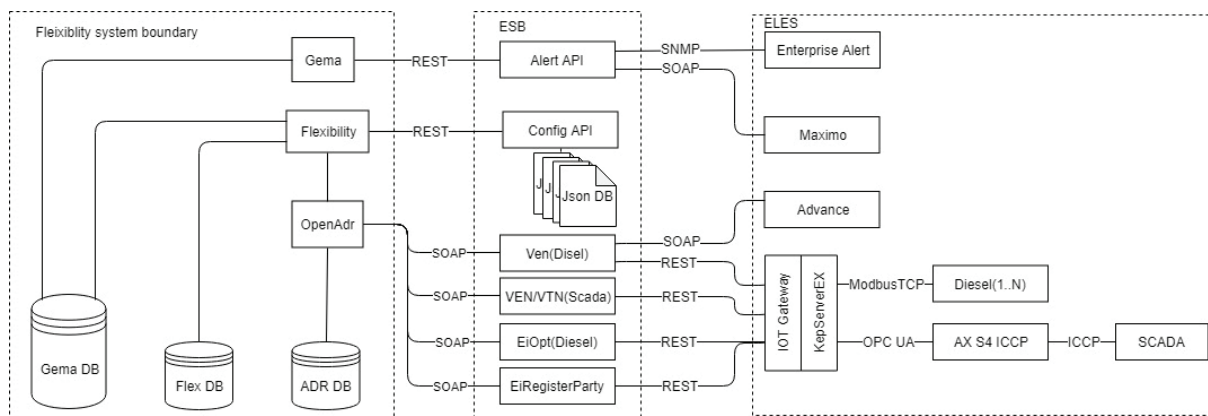 Fleixiblity system boundary
ESB
ELES
Gema
REST
Alert API
SNMP
Enterprise Alert
SOAP
Maximo
Flexibility
REST
Config API
J
J
J
Json DB
OpenAdr
SOAP
Ven(Disel)
SOAP
Advance
REST
SOAP
VEN/VTN(Scada)
REST
IOT Gateway
KepServerEX
ModbusTCP
Diesel(1..N)
SOAP
EiOpt(Diesel)
REST
OPC UA
AX S4 ICCP
ICCP
SCADA
SOAP
EiRegisterParty
REST
Gema DB
Flex DB
ADR DB